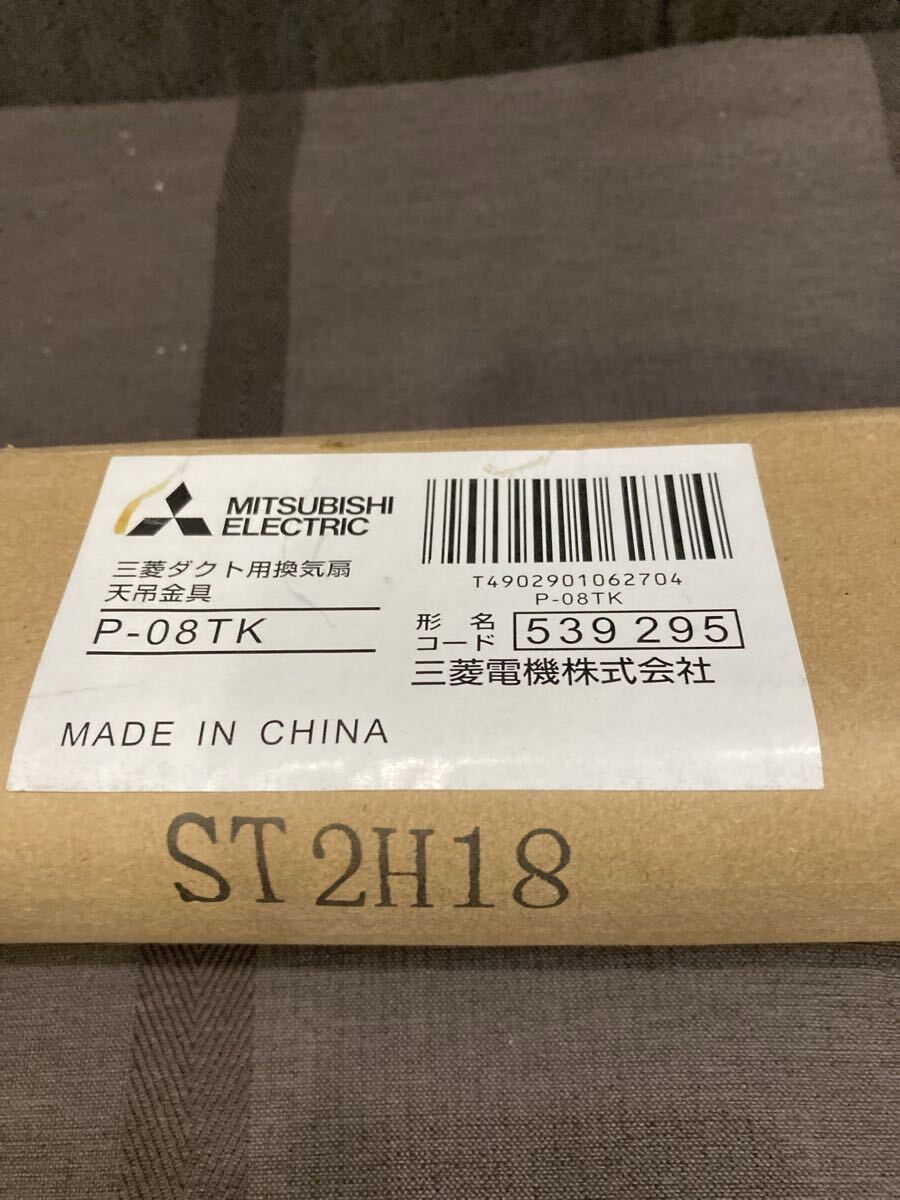 MITSUBISHI
ELECTRIC
三菱ダクト用換気扇
天吊金具
P-08TK
MADE IN CHINA
T4902901062704
P-08TK
形名
コード 539 295
三菱電機株式会社
ST2H18